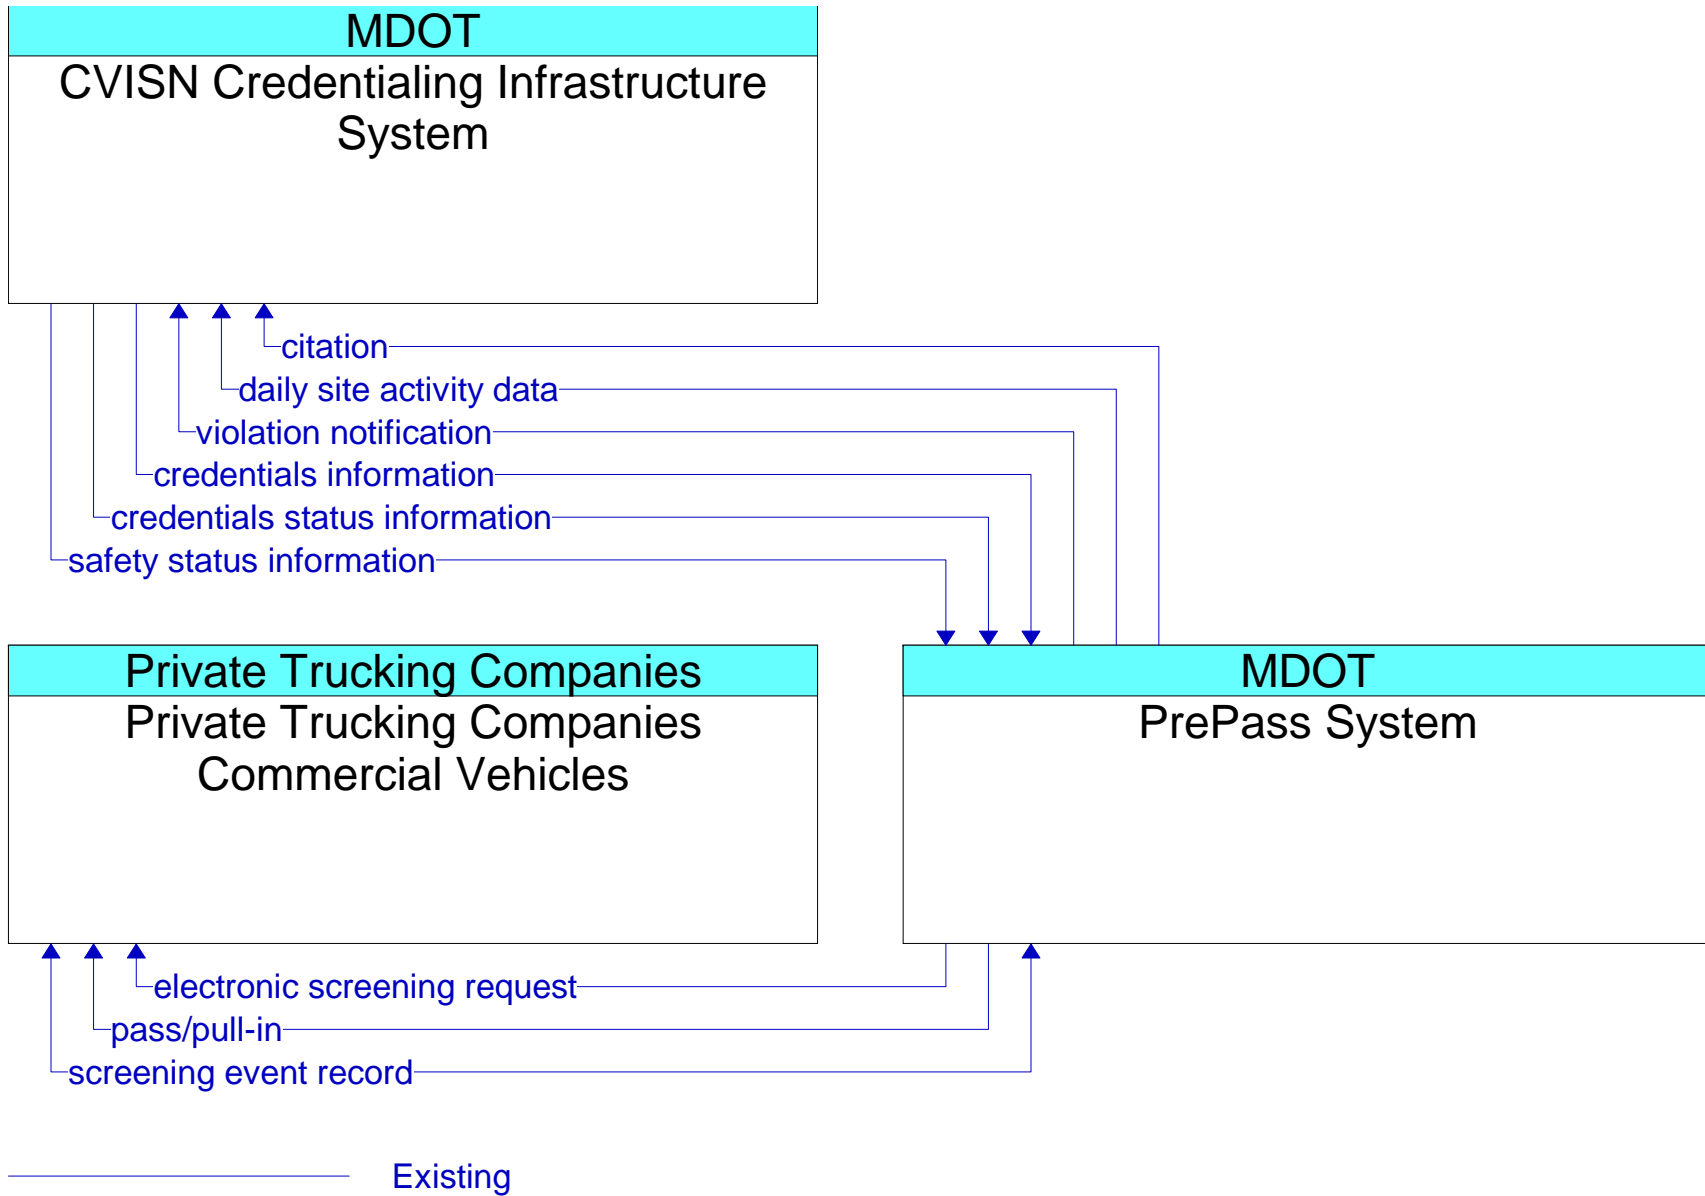 MDOT
CVISN Credentialing Infrastructure
System
citation
daily site activity data
violation notification
credentials information
credentials status information
safety status information
Private Trucking Companies
Private Trucking Companies
Commercial Vehicles
MDOT
PrePass System
electronic screening request
pass/pull-in
screening event record
Existing